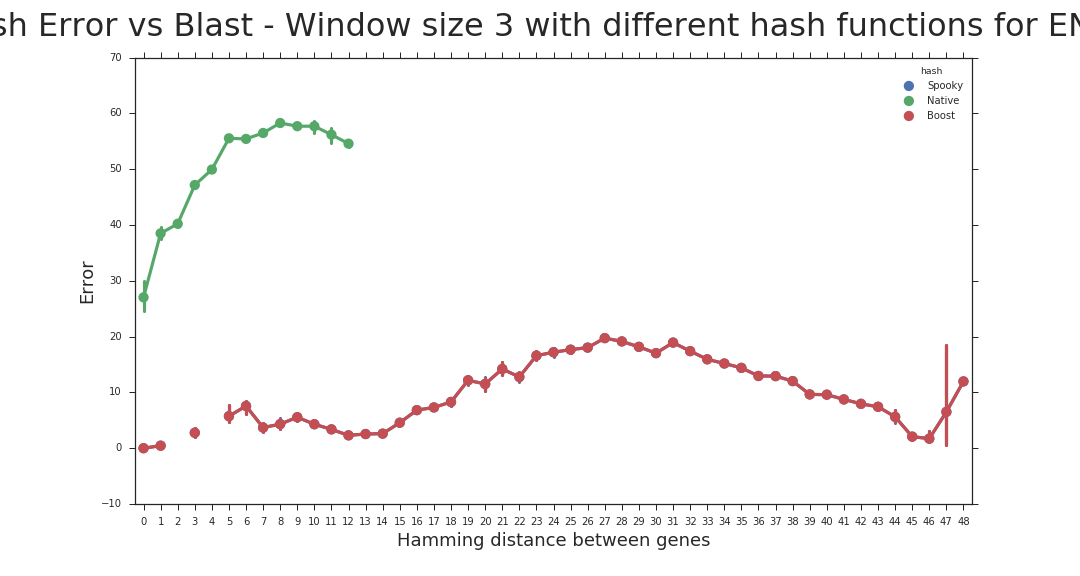 sh Error vs Blast - Window size 3 with different hash functions for EN
70
60
50
40
30
20
10
0
−10
Error
hash
Spooky
Native
Boost
0 1 2 3 4 5 6 7 8 9 10 11 12 13 14 15 16 17 18 19 20 21 22 23 24 25 26 27 28 29 30 31 32 33 34 35 36 37 38 39 40 41 42 43 44 45 46 47 48
Hamming distance between genes